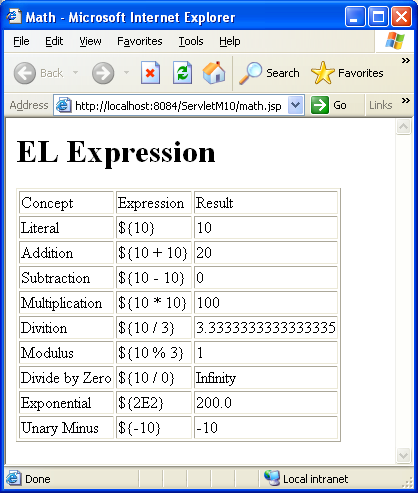 Math - Microsoft Internet Explorer
File Edit View Favorites Tools Help »
Back Search Favorites »
Address http://localhost:8084/ServletM10/math.jsp Go Links »
EL Expression
Concept Expression Result
Literal ${10} 10
Addition ${10 + 10} 20
Subtraction ${10 - 10} 0
Multiplication ${10 * 10} 100
Divition ${10 / 3} 3.3333333333333335
Modulus ${10 % 3} 1
Divide by Zero ${10 / 0} Infinity
Exponential ${2E2} 200.0
Unary Minus ${-10} -10
Done Local intranet